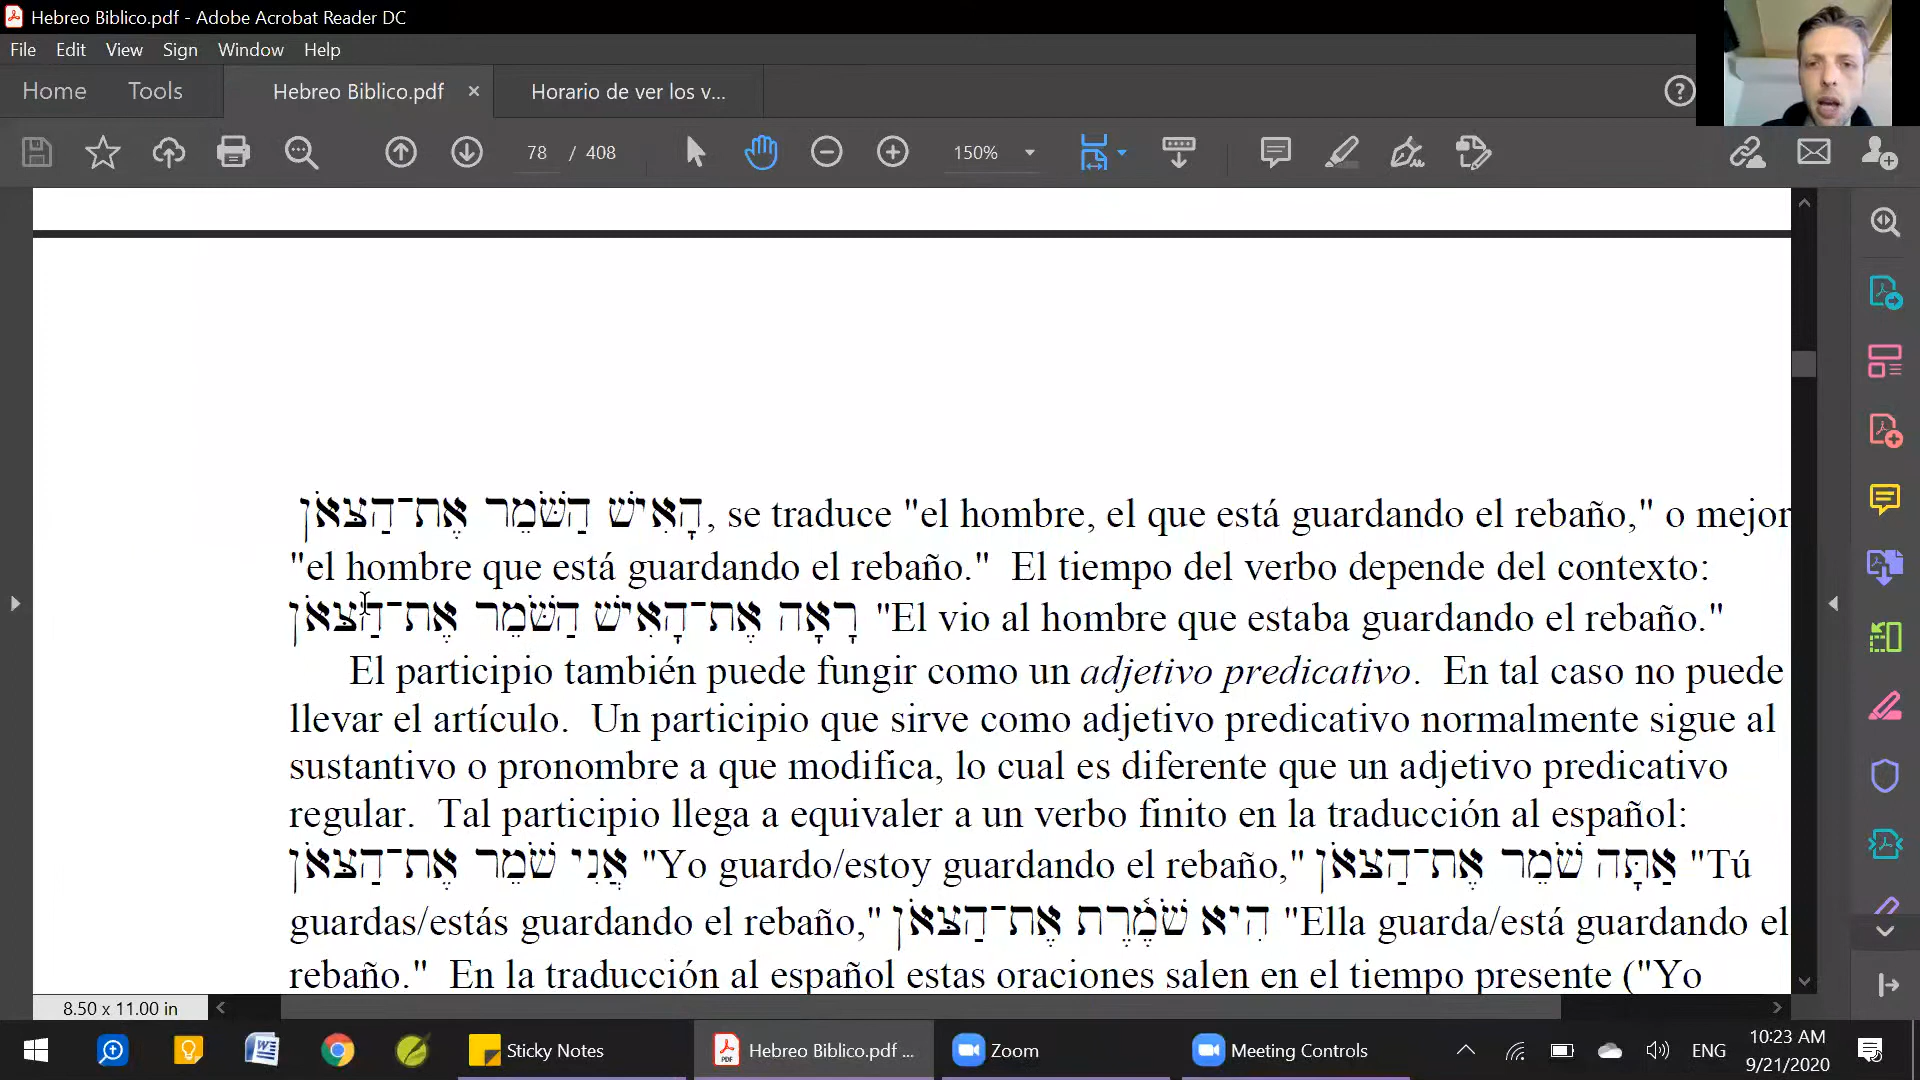 Hebreo Biblico.pdf - Adobe Acrobat Reader DC
File Edit View Sign Window Help
Home Tools Hebreo Biblico.pdf × Horario de ver los v...
78 / 408 150%
הָאִישׁ הַשֹּׁמֵר אֶת־הַצֹּאן, se traduce "el hombre, el que está guardando el rebaño," o mejor
"el hombre que está guardando el rebaño." El tiempo del verbo depende del contexto:
רָאָה אֶת־הָאִישׁ הַשֹּׁמֵר אֶת־הַצֹּאן "El vio al hombre que estaba guardando el rebaño."
El participio también puede fungir como un adjetivo predicativo. En tal caso no puede
llevar el artículo. Un participio que sirve como adjetivo predicativo normalmente sigue al
sustantivo o pronombre a que modifica, lo cual es diferente que un adjetivo predicativo
regular. Tal participio llega a equivaler a un verbo finito en la traducción al español:
אֲנִי שֹׁמֵר אֶת־הַצֹּאן "Yo guardo/estoy guardando el rebaño," אַתָּה שֹׁמֵר אֶת־הַצֹּאן "Tú
guardas/estás guardando el rebaño," הִיא שֹׁמֶ֫רֶת אֶת־הַצֹּאן "Ella guarda/está guardando el
rebaño." En la traducción al español estas oraciones salen en el tiempo presente ("Yo
8.50 x 11.00 in
Sticky Notes Hebreo Biblico.pdf ... Zoom Meeting Controls ENG 10:23 AM
9/21/2020